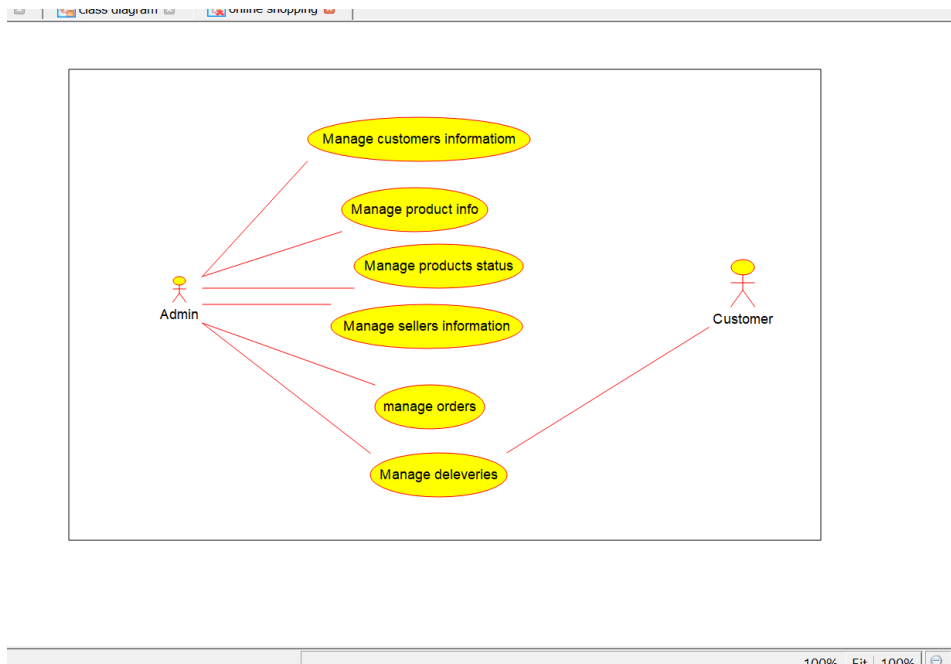 class diagram
online shopping
Manage customers informatiom
Manage product info
Manage products status
Admin
Customer
Manage sellers information
manage orders
Manage deleveries
100% Fit 100%